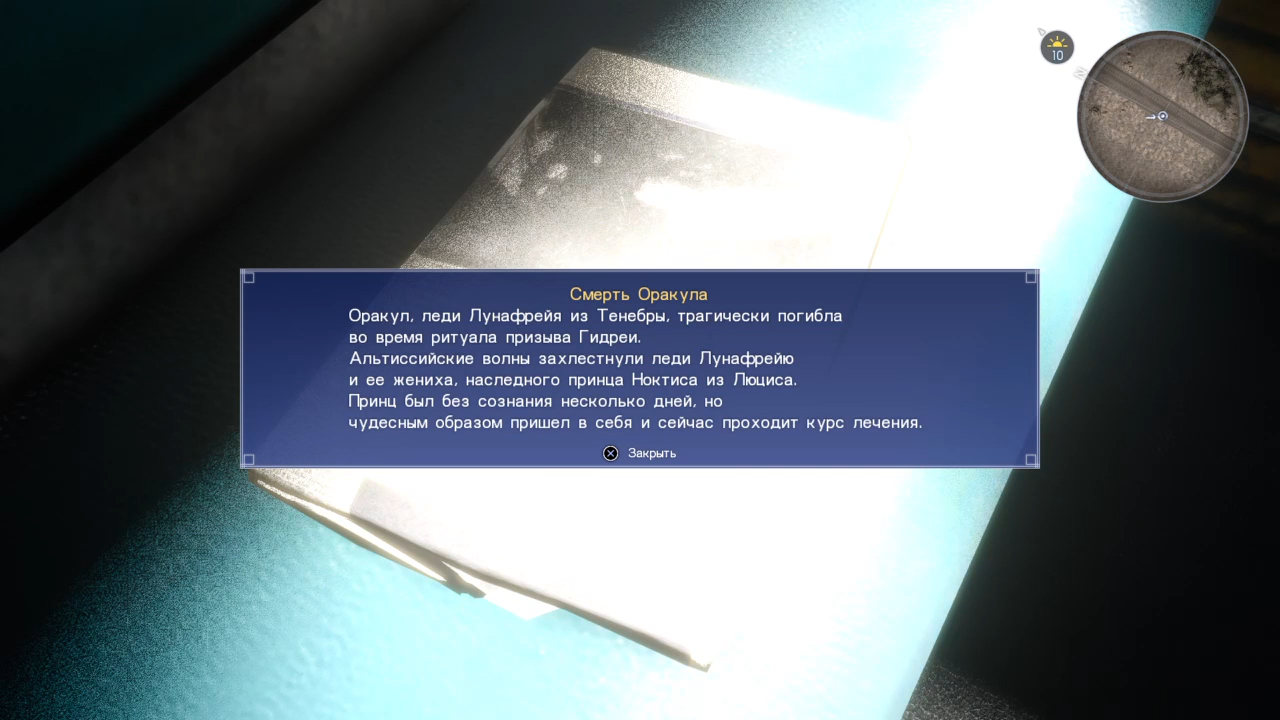 10
N
Смерть Оракула
Оракул, леди Лунафрейя из Тенебры, трагически погибла
во время ритуала призыва Гидреи.
Альтиссийские волны захлестнули леди Лунафрейю
и ее жениха, наследного принца Ноктиса из Люциса.
Принц был без сознания несколько дней, но
чудесным образом пришел в себя и сейчас проходит курс лечения.
Закрыть